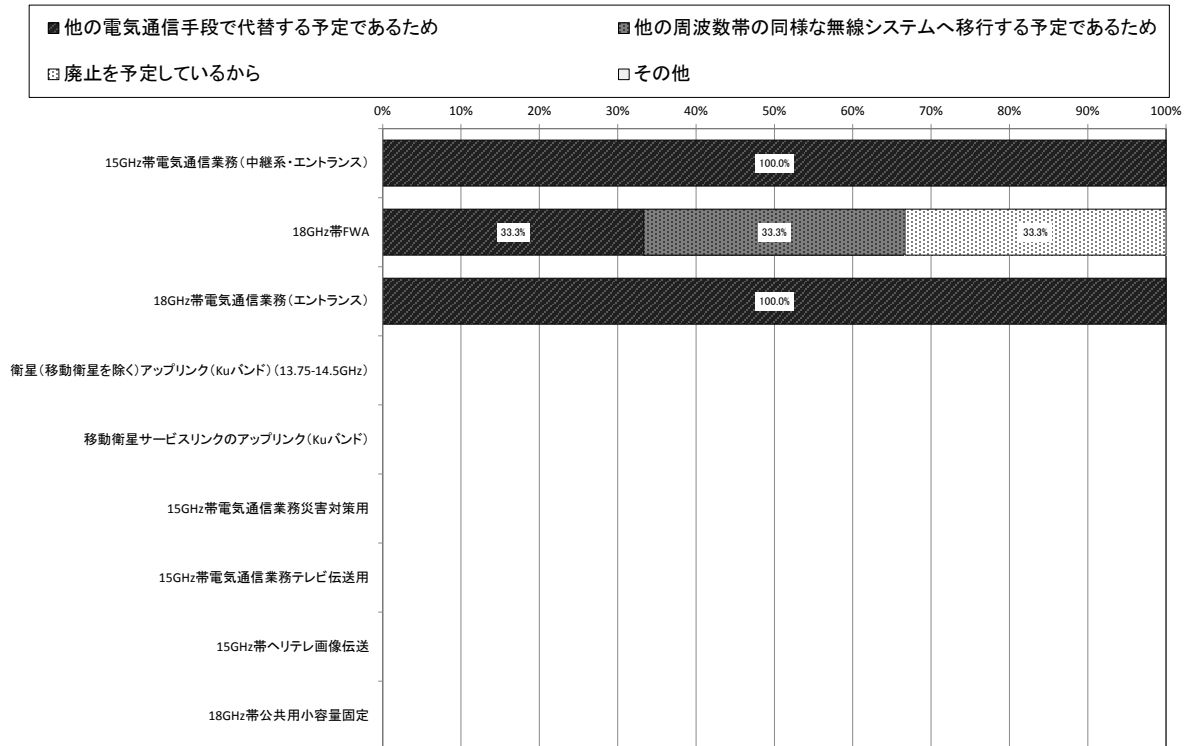 ■他の電気通信手段で代替する予定であるため ■他の周波数帯の同様な無線システムへ移行する予定であるため
□廃止を予定しているから □その他
0% 10% 20% 30% 40% 50% 60% 70% 80% 90% 100%
15GHz帯電気通信業務(中継系・エントランス) 100.0%
18GHz帯FWA 33.3% 33.3% 33.3%
18GHz帯電気通信業務(エントランス) 100.0%
衛星(移動衛星を除く)アップリンク(Kuバンド)(13.75-14.5GHz)
移動衛星サービスリンクのアップリンク(Kuバンド)
15GHz帯電気通信業務災害対策用
15GHz帯電気通信業務テレビ伝送用
15GHz帯ヘリテレ画像伝送
18GHz帯公共用小容量固定